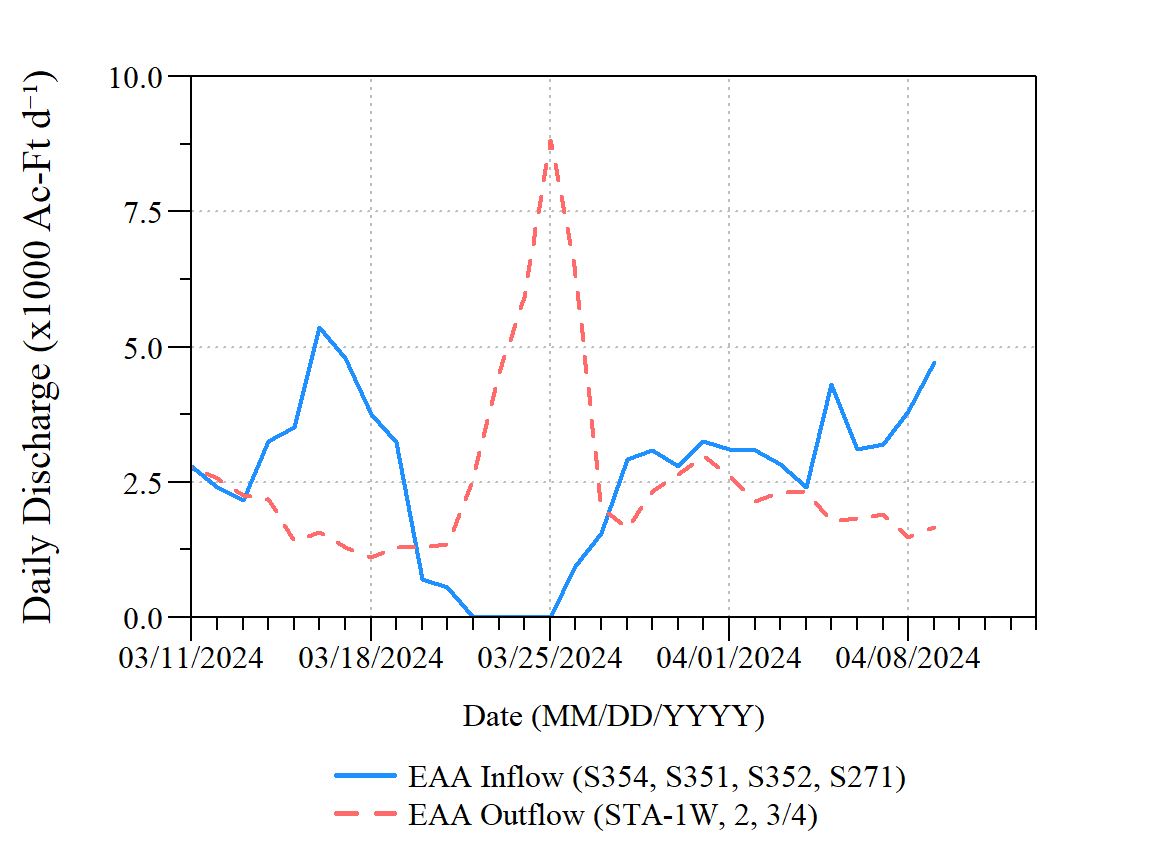 Daily Discharge (x1000 Ac-Ft d⁻¹)
10.0
7.5
5.0
2.5
0.0
03/11/2024 03/18/2024 03/25/2024 04/01/2024 04/08/2024
Date (MM/DD/YYYY)
EAA Inflow (S354, S351, S352, S271)
EAA Outflow (STA-1W, 2, 3/4)